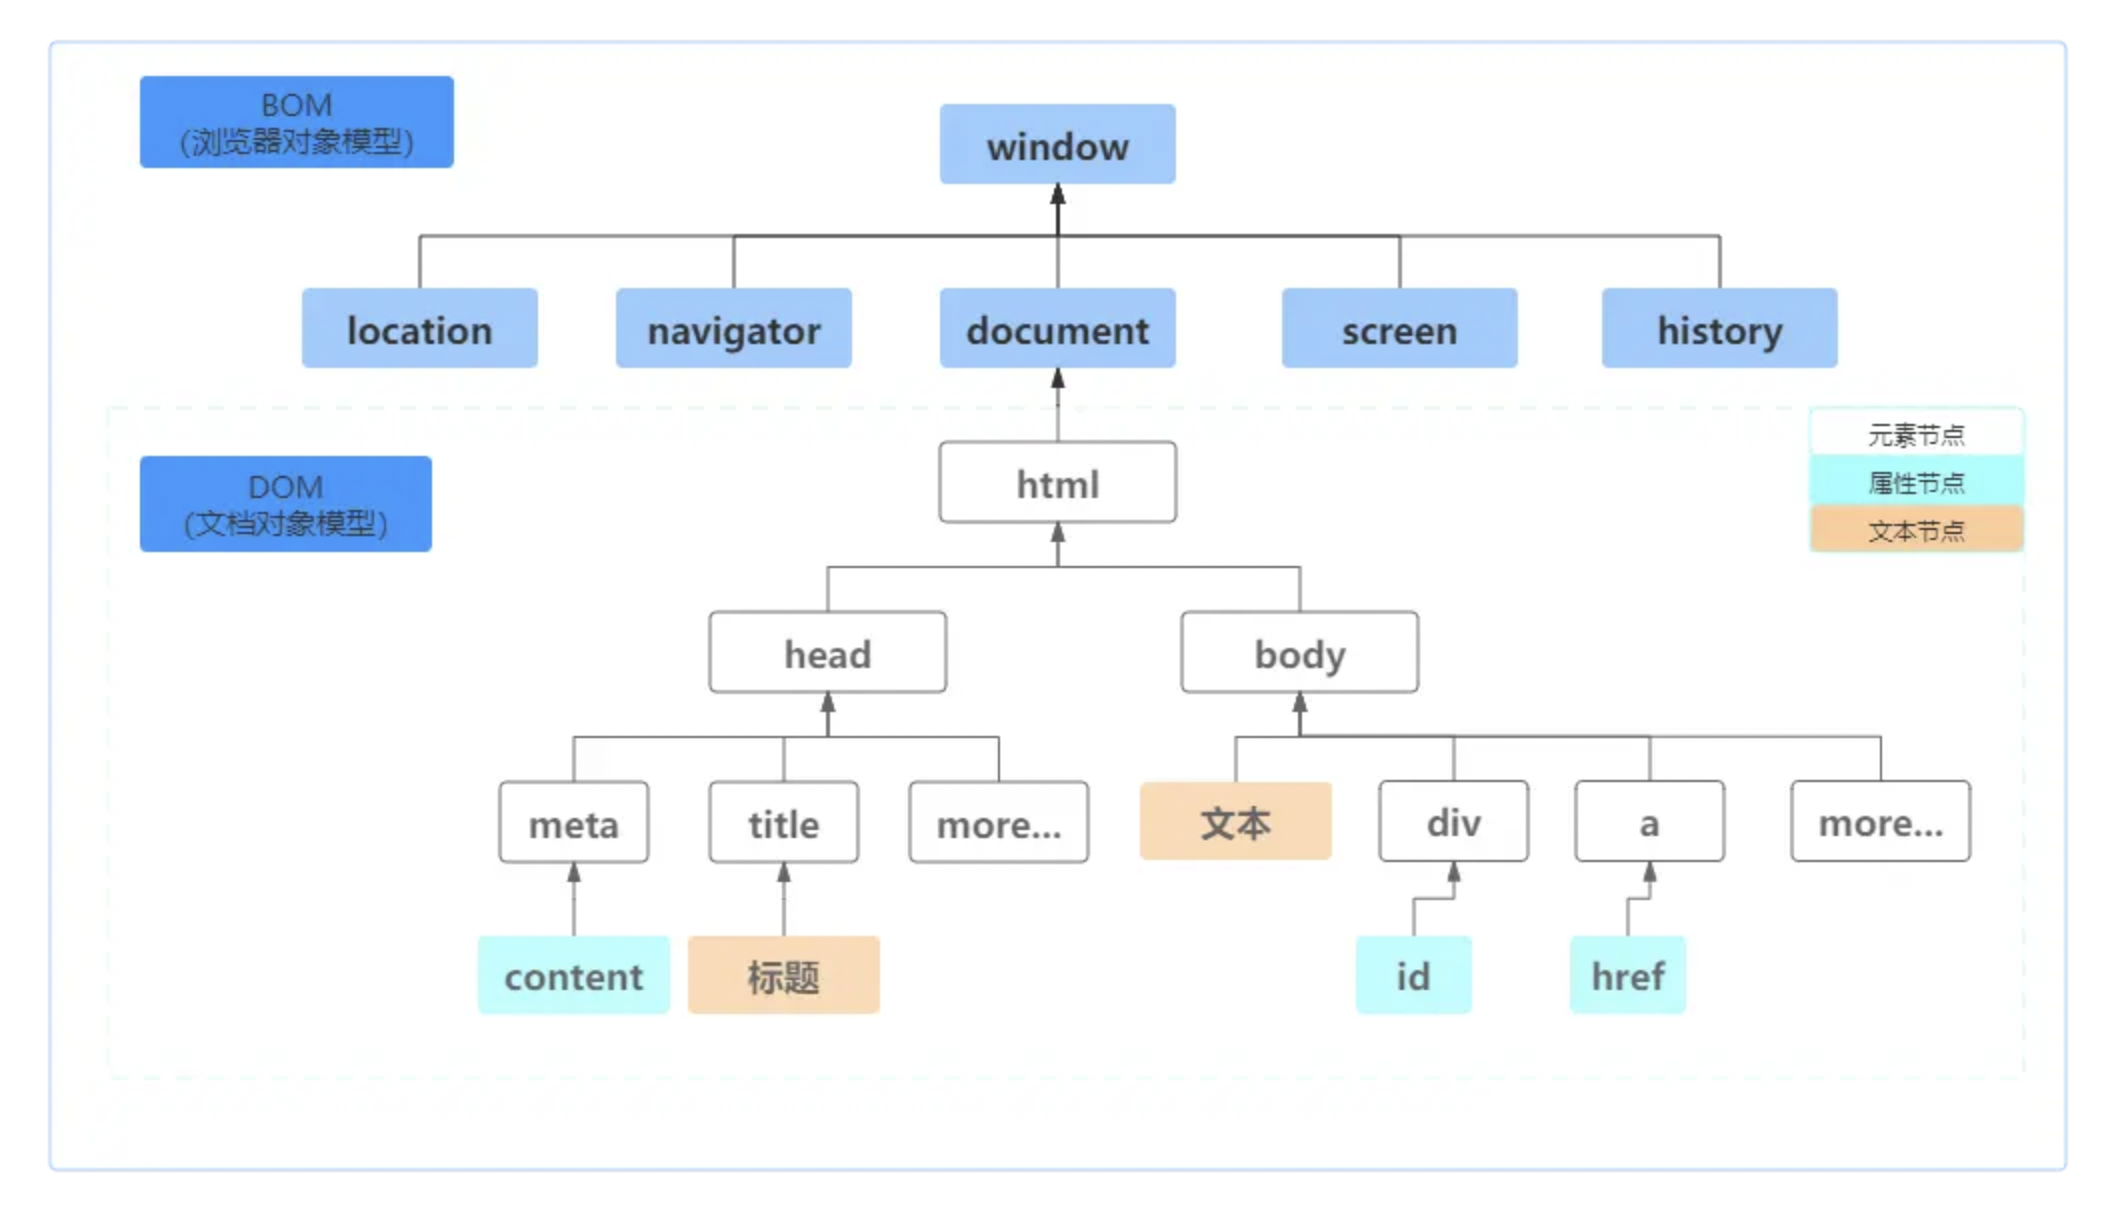 BOM
(浏览器对象模型)
window
location
navigator
document
screen
history
元素节点
属性节点
文本节点
DOM
(文档对象模型)
html
head
body
meta
title
more...
文本
div
a
more...
content
标题
id
href